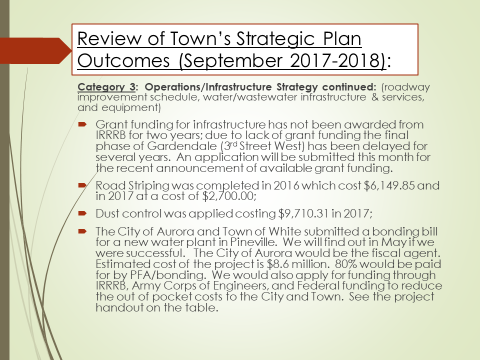 Review of Town's Strategic Plan
Outcomes (September 2017-2018):
Category 3: Operations/Infrastructure Strategy continued: (roadway
improvement schedule, water/wastewater infrastructure & services,
and equipment)
Grant funding for infrastructure has not been awarded from
IRRRB for two years; due to lack of grant funding the final
phase of Gardendale (3rd Street West) has been delayed for
several years. An application will be submitted this month for
the recent announcement of available grant funding.
Road Striping was completed in 2016 which cost $6,149.85 and
in 2017 at a cost of $2,700.00;
Dust control was applied costing $9,710.31 in 2017;
The City of Aurora and Town of White submitted a bonding bill
for a new water plant in Pineville. We will find out in May if we
were successful. The City of Aurora would be the fiscal agent.
Estimated cost of the project is $8.6 million. 80% would be paid
for by PFA/bonding. We would also apply for funding through
IRRRB, Army Corps of Engineers, and Federal funding to reduce
the out of pocket costs to the City and Town. See the project
handout on the table.